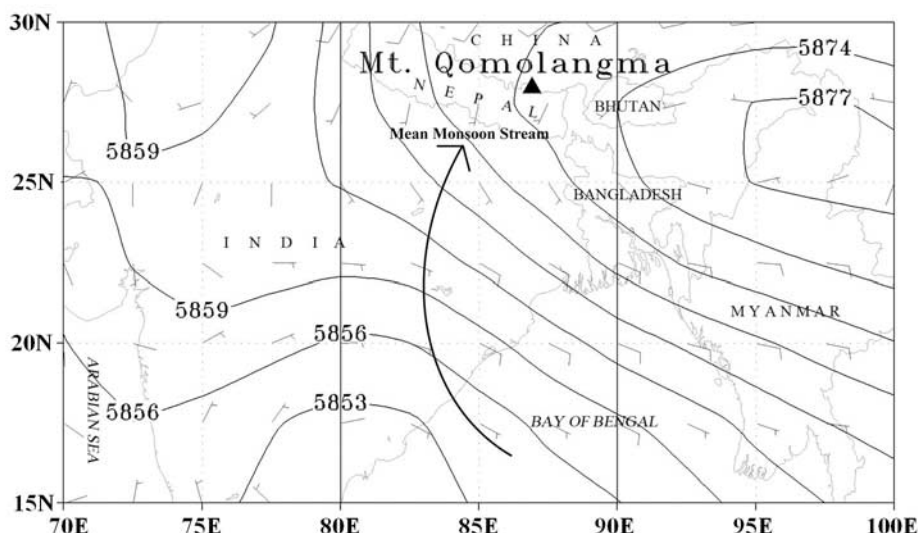 30N
C H I N A
5874
Mt. Qomolangma
N E P A L
BHUTAN
5877
Mean Monsoon Stream
5859
25N
BANGLADESH
I N D I A
5859
5856
MYANMAR
20N
ARABIAN SEA
5853
5856
BAY OF BENGAL
15N
70E 75E 80E 85E 90E 95E 100E